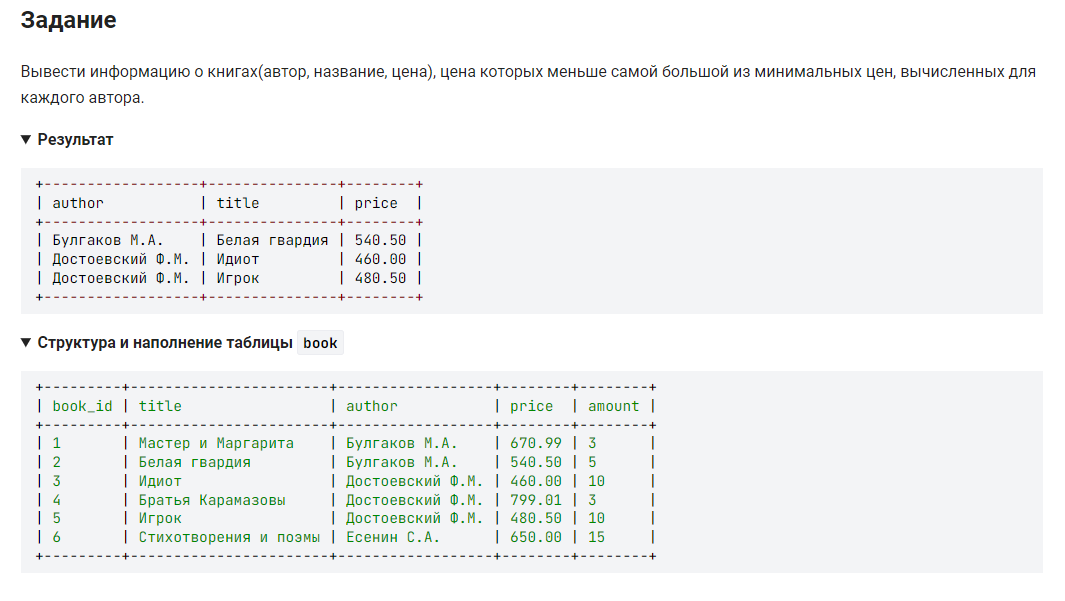 Задание
Вывести информацию о книгах(автор, название, цена), цена которых меньше самой большой из минимальных цен, вычисленных для
каждого автора.
▼ Результат
+------------------+---------------+--------+
| author           | title         | price  |
+------------------+---------------+--------+
| Булгаков М.А.    | Белая гвардия | 540.50 |
| Достоевский Ф.М. | Идиот         | 460.00 |
| Достоевский Ф.М. | Игрок         | 480.50 |
+------------------+---------------+--------+
▼ Структура и наполнение таблицы book
+---------+-----------------------+------------------+--------+--------+
| book_id | title                 | author           | price  | amount |
+---------+-----------------------+------------------+--------+--------+
| 1       | Мастер и Маргарита    | Булгаков М.А.    | 670.99 | 3      |
| 2       | Белая гвардия         | Булгаков М.А.    | 540.50 | 5      |
| 3       | Идиот                 | Достоевский Ф.М. | 460.00 | 10     |
| 4       | Братья Карамазовы     | Достоевский Ф.М. | 799.01 | 3      |
| 5       | Игрок                 | Достоевский Ф.М. | 480.50 | 10     |
| 6       | Стихотворения и поэмы | Есенин С.А.      | 650.00 | 15     |
+---------+-----------------------+------------------+--------+--------+